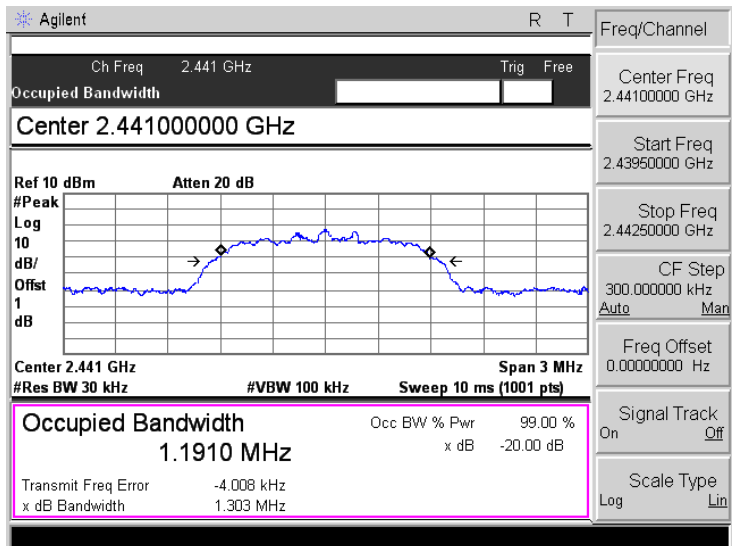 Agilent R T
Ch Freq 2.441 GHz Trig Free
Occupied Bandwidth
Center 2.441000000 GHz
Ref 10 dBm Atten 20 dB
#Peak
Log
10
dB/
Offst
1
dB
Center 2.441 GHz Span 3 MHz
#Res BW 30 kHz #VBW 100 kHz Sweep 10 ms (1001 pts)
Occupied Bandwidth Occ BW % Pwr 99.00 %
1.1910 MHz x dB -20.00 dB
Transmit Freq Error -4.008 kHz
x dB Bandwidth 1.303 MHz
Freq/Channel
Center Freq
2.44100000 GHz
Start Freq
2.43950000 GHz
Stop Freq
2.44250000 GHz
CF Step
300.000000 kHz
Auto Man
Freq Offset
0.00000000 Hz
Signal Track
On Off
Scale Type
Log Lin